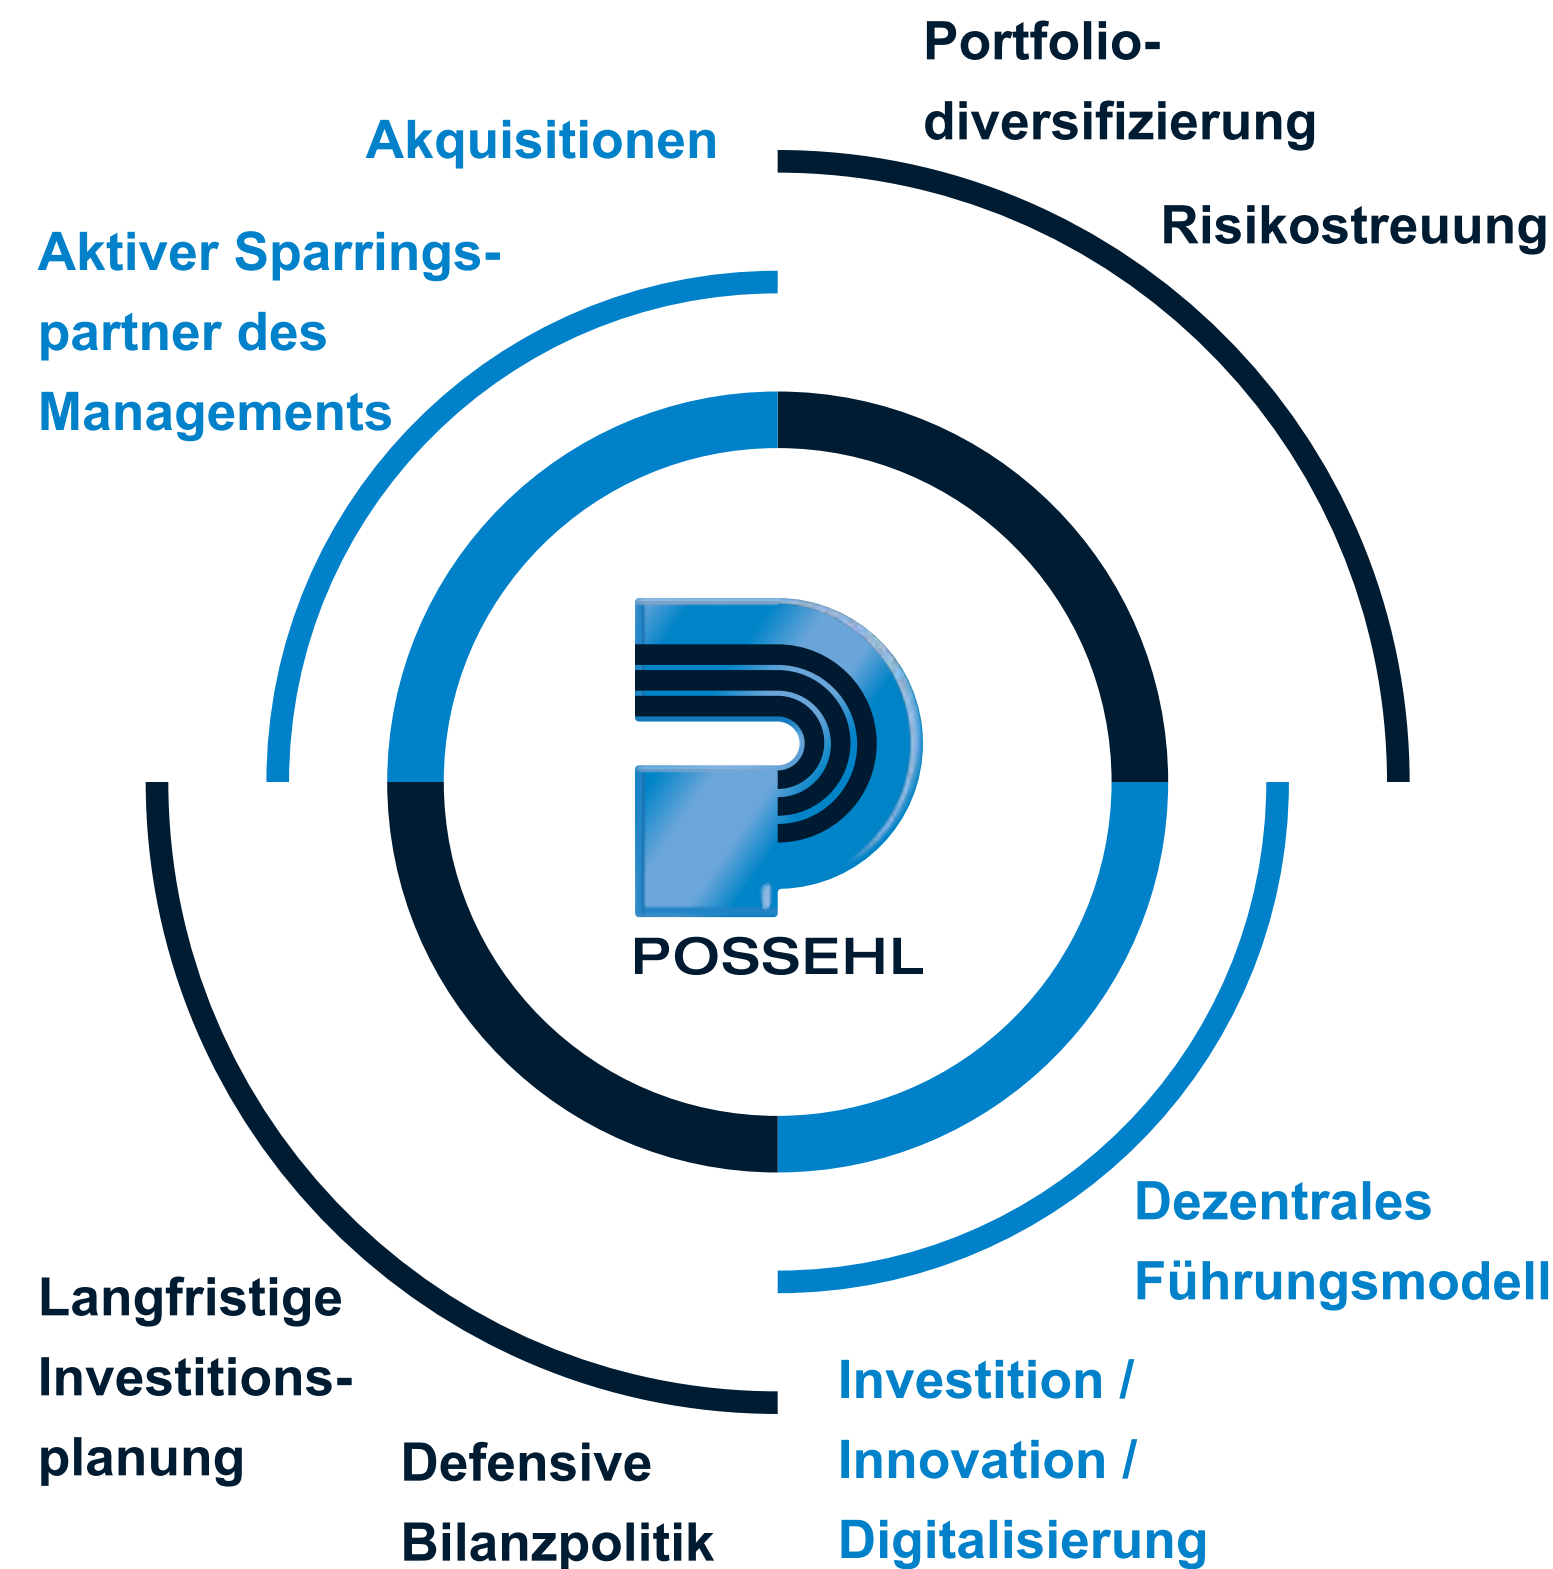 Portfolio-
diversifizierung
Risikostreuung
Akquisitionen
Aktiver Sparrings-
partner des
Managements
POSSEHL
Dezentrales
Führungsmodell
Investition /
Innovation /
Digitalisierung
Langfristige
Investitions-
planung
Defensive
Bilanzpolitik